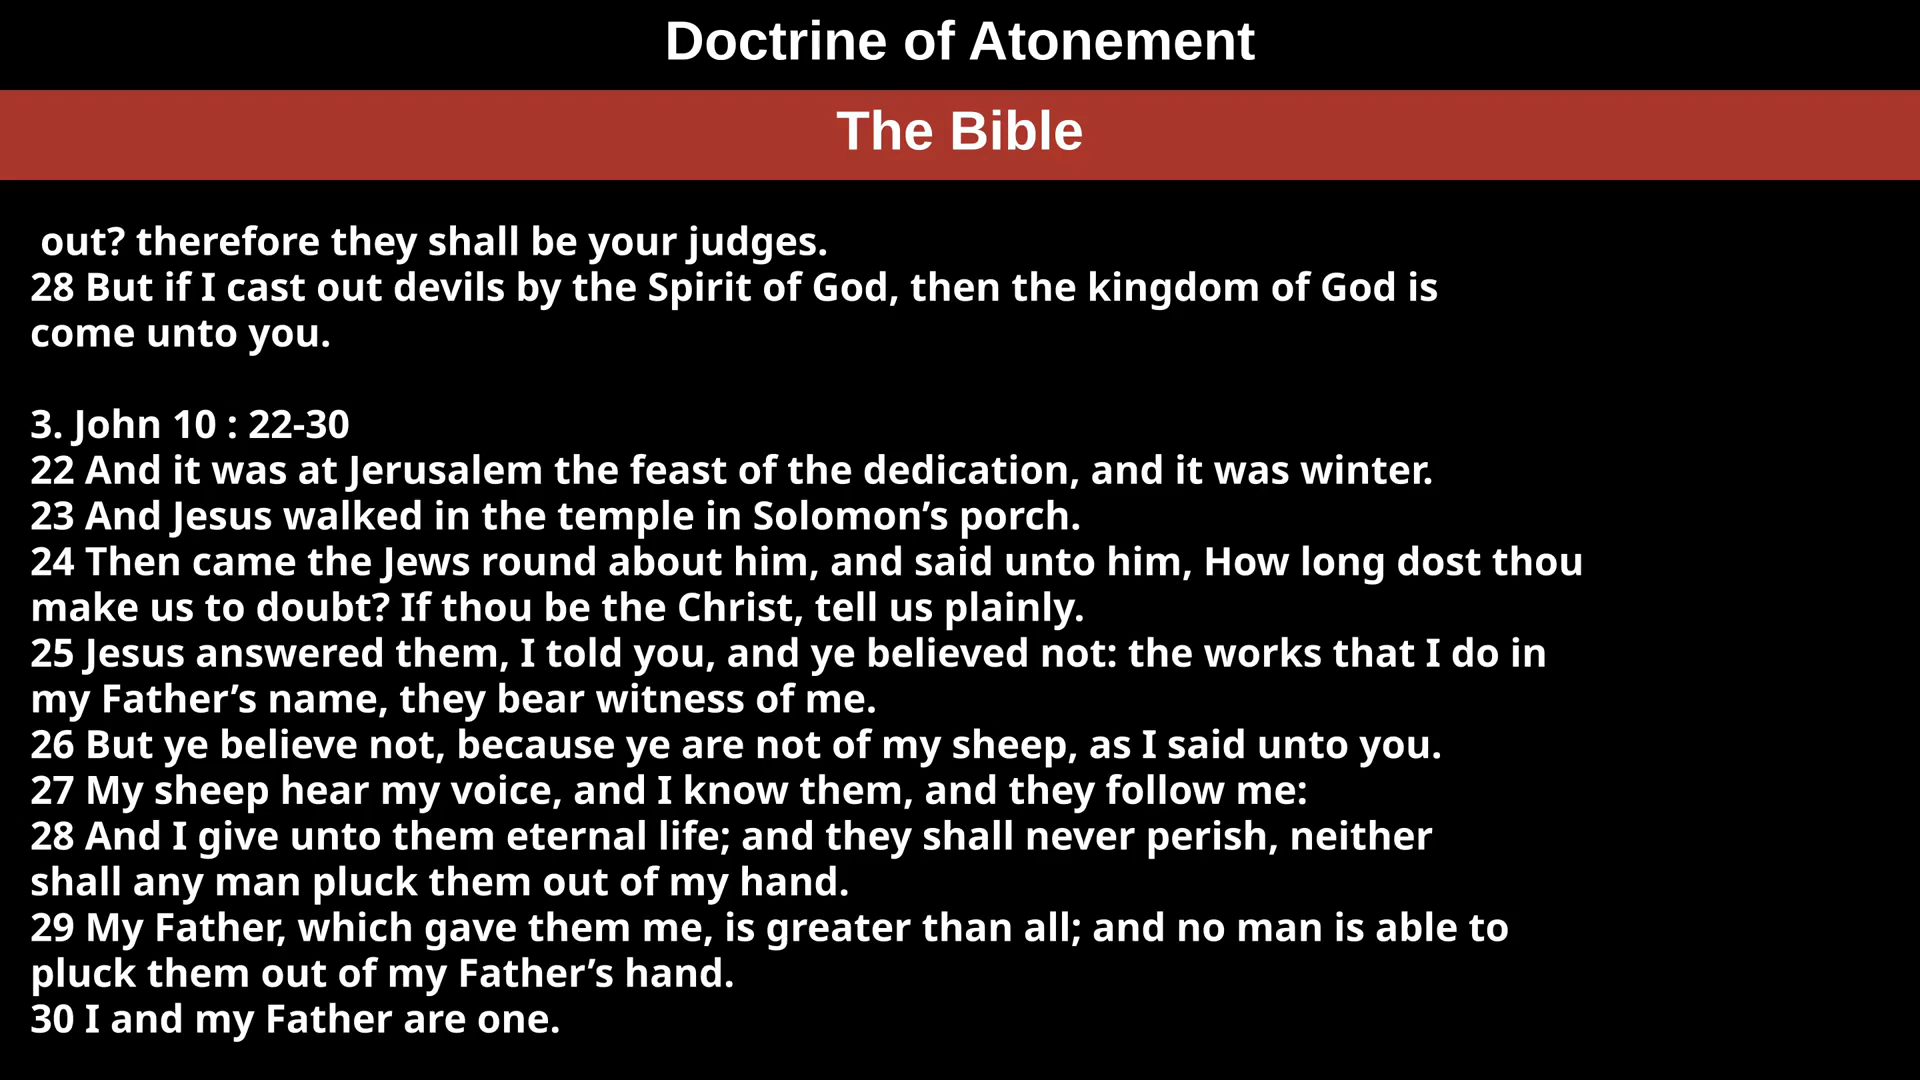 Doctrine of Atonement
The Bible
out? therefore they shall be your judges.
28 But if I cast out devils by the Spirit of God, then the kingdom of God is
come unto you.
3. John 10 : 22-30
22 And it was at Jerusalem the feast of the dedication, and it was winter.
23 And Jesus walked in the temple in Solomon’s porch.
24 Then came the Jews round about him, and said unto him, How long dost thou
make us to doubt? If thou be the Christ, tell us plainly.
25 Jesus answered them, I told you, and ye believed not: the works that I do in
my Father’s name, they bear witness of me.
26 But ye believe not, because ye are not of my sheep, as I said unto you.
27 My sheep hear my voice, and I know them, and they follow me:
28 And I give unto them eternal life; and they shall never perish, neither
shall any man pluck them out of my hand.
29 My Father, which gave them me, is greater than all; and no man is able to
pluck them out of my Father’s hand.
30 I and my Father are one.